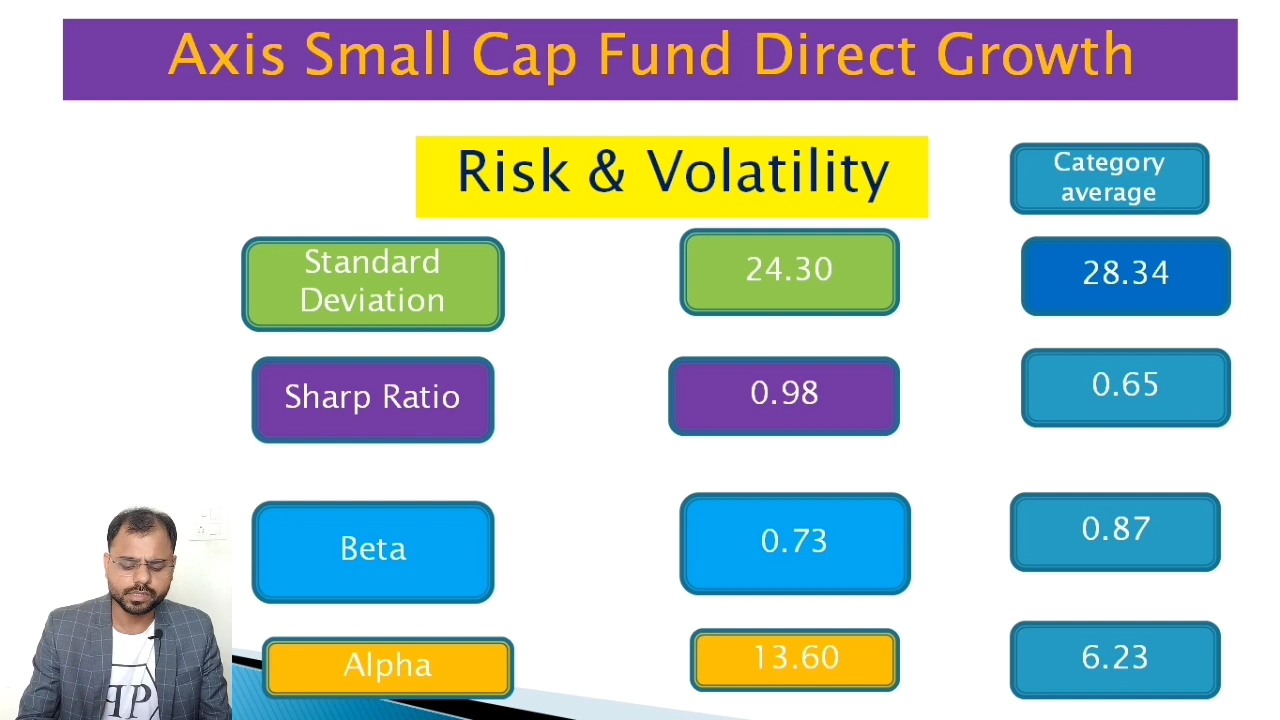 Axis Small Cap Fund Direct Growth
Risk & Volatility
Category
average
Standard
Deviation
24.30
28.34
Sharp Ratio
0.98
0.65
Beta
0.73
0.87
Alpha
13.60
6.23